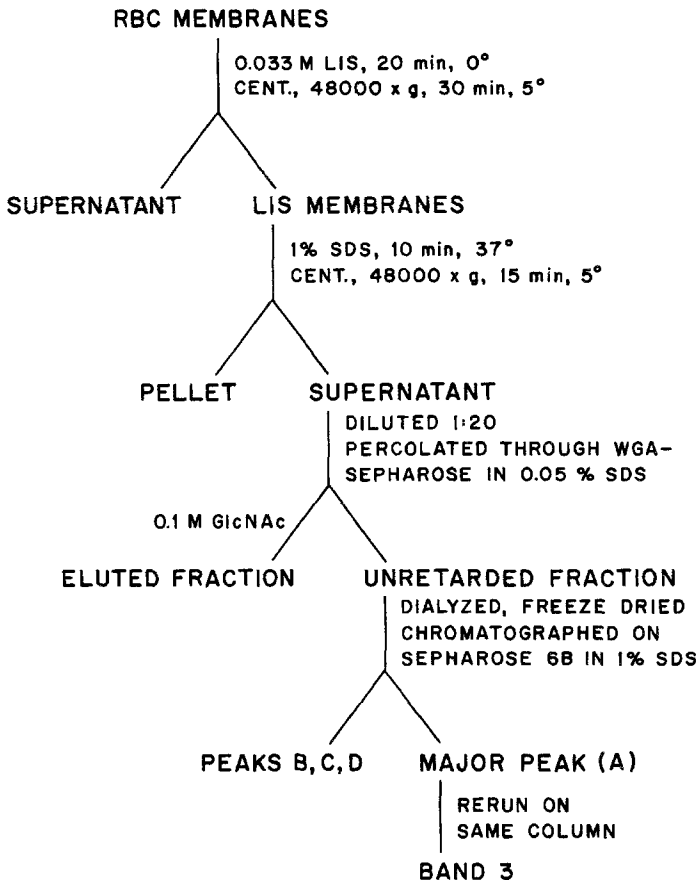 RBC MEMBRANES
0.033 M LIS, 20 min, 0°
CENT., 48000 x g, 30 min, 5°
SUPERNATANT
LIS MEMBRANES
1% SDS, 10 min, 37°
CENT., 48000 x g, 15 min, 5°
PELLET
SUPERNATANT
DILUTED 1:20
PERCOLATED THROUGH WGA-
SEPHAROSE IN 0.05 % SDS
0.1 M GlcNAc
ELUTED FRACTION
UNRETARDED FRACTION
DIALYZED, FREEZE DRIED
CHROMATOGRAPHED ON
SEPHAROSE 6B IN 1% SDS
PEAKS B, C, D
MAJOR PEAK (A)
RERUN ON
SAME COLUMN
BAND 3